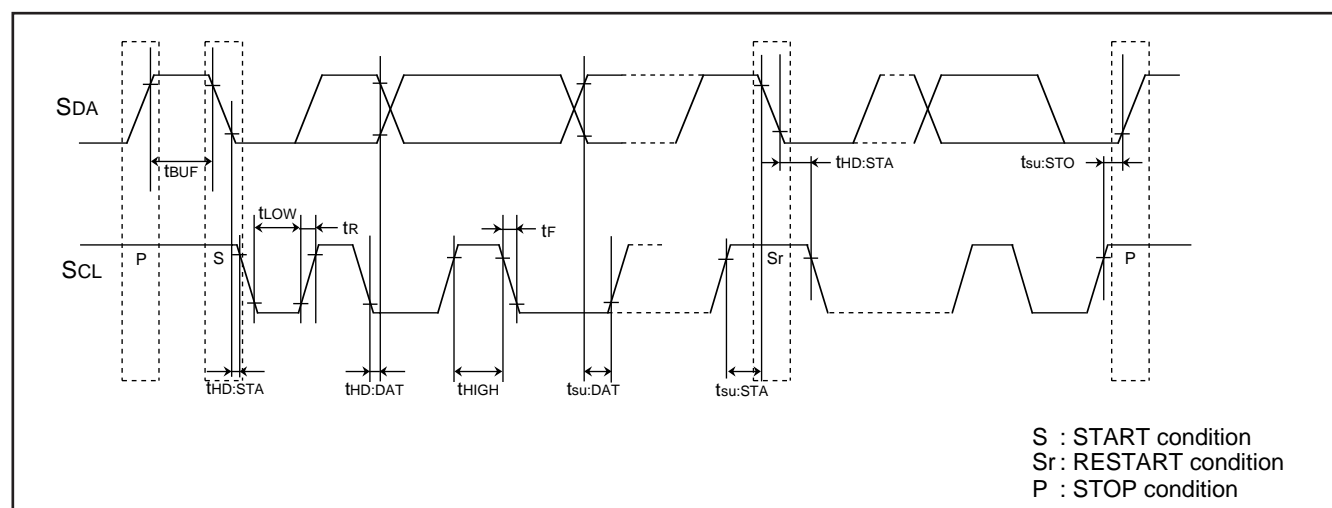 SDA
tBUF
tHD:STA
tsu:STO
tLOW
tR
tF
SCL
P
S
Sr
P
tHD:STA
tHD:DAT
tHIGH
tsu:DAT
tsu:STA
S : START condition
Sr : RESTART condition
P : STOP condition